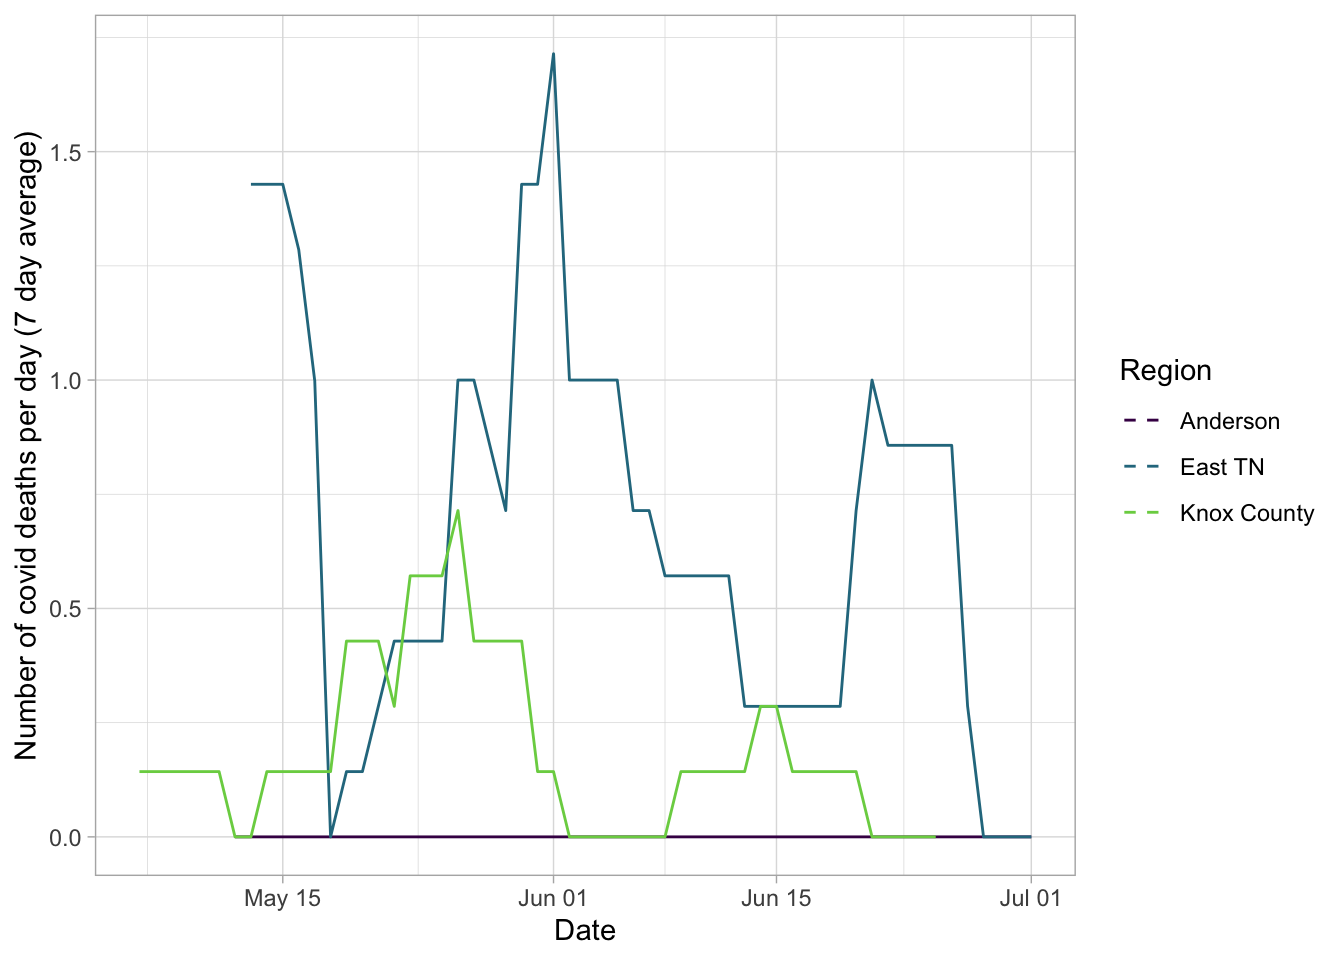 Number of covid deaths per day (7 day average)
1.5
1.0
0.5
0.0
May 15
Jun 01
Jun 15
Jul 01
Date
Region
Anderson
East TN
Knox County